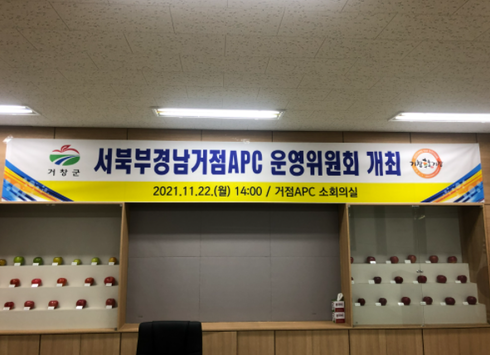 거창군
서북부경남거점APC 운영위원회 개최
2021.11.22.(월) 14:00 / 거점APC 소회의실